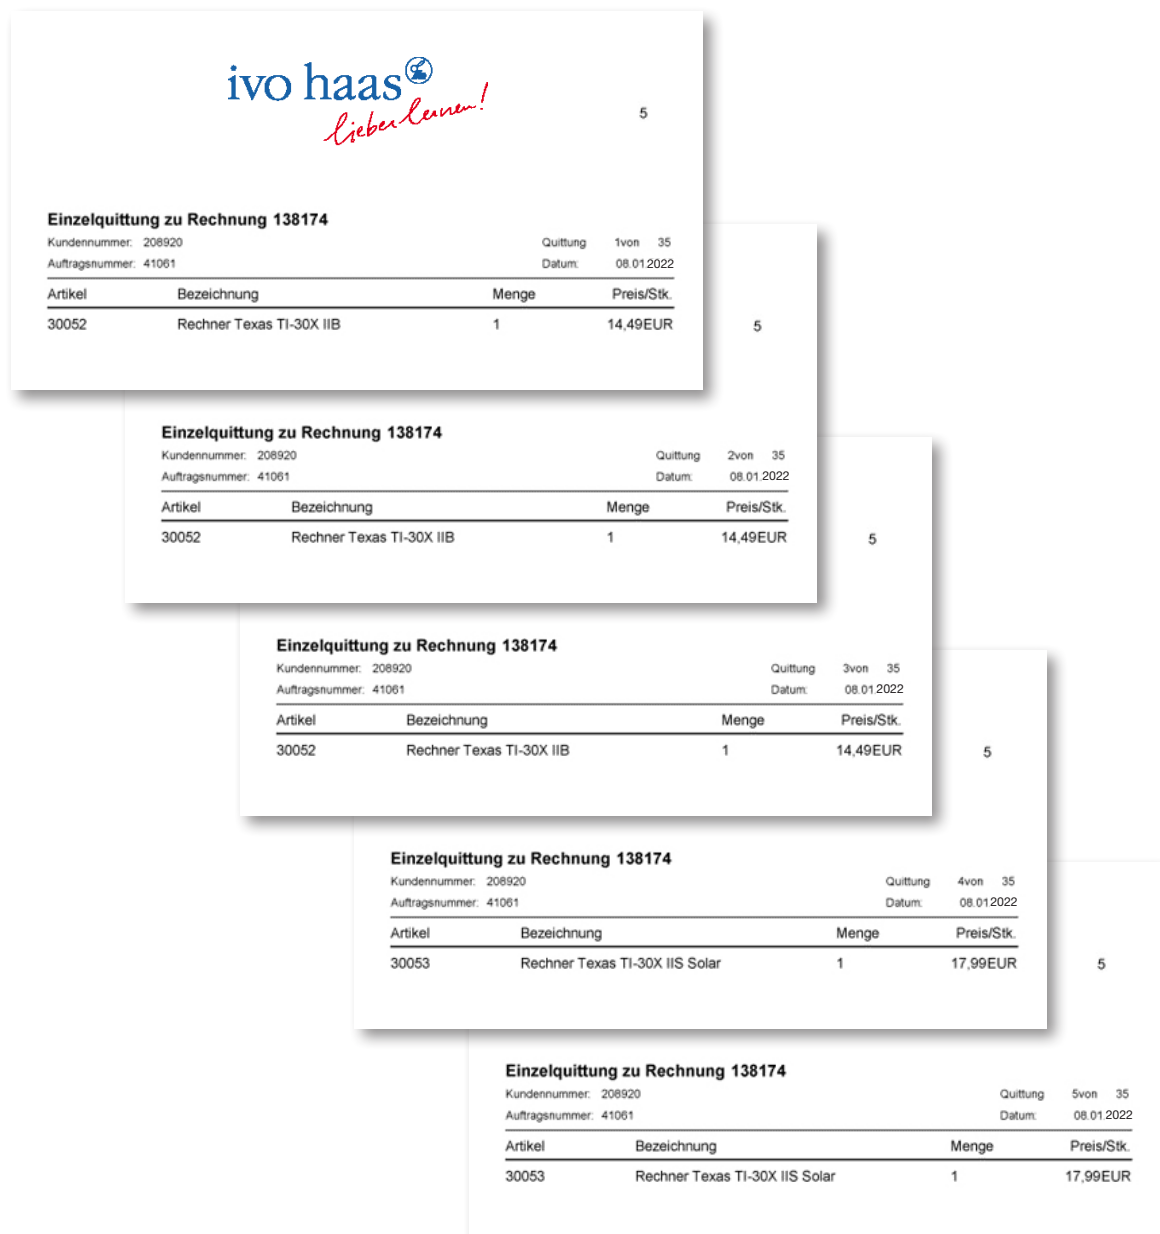 ivo haas
lieber lernen!
5
Einzelquittung zu Rechnung 138174
Kundennummer: 208920 Quittung 1von 35
Auftragsnummer: 41061 Datum: 08.01.2022
Artikel Bezeichnung Menge Preis/Stk.
30052 Rechner Texas TI-30X IIB 1 14,49EUR
5
Einzelquittung zu Rechnung 138174
Kundennummer: 208920 Quittung 2von 35
Auftragsnummer: 41061 Datum: 08.01.2022
Artikel Bezeichnung Menge Preis/Stk.
30052 Rechner Texas TI-30X IIB 1 14,49EUR
5
Einzelquittung zu Rechnung 138174
Kundennummer: 208920 Quittung 3von 35
Auftragsnummer: 41061 Datum: 08.01.2022
Artikel Bezeichnung Menge Preis/Stk.
30052 Rechner Texas TI-30X IIB 1 14,49EUR
5
Einzelquittung zu Rechnung 138174
Kundennummer: 208920 Quittung 4von 35
Auftragsnummer: 41061 Datum: 08.01.2022
Artikel Bezeichnung Menge Preis/Stk.
30053 Rechner Texas TI-30X IIS Solar 1 17,99EUR
5
Einzelquittung zu Rechnung 138174
Kundennummer: 208920 Quittung 5von 35
Auftragsnummer: 41061 Datum: 08.01.2022
Artikel Bezeichnung Menge Preis/Stk.
30053 Rechner Texas TI-30X IIS Solar 1 17,99EUR